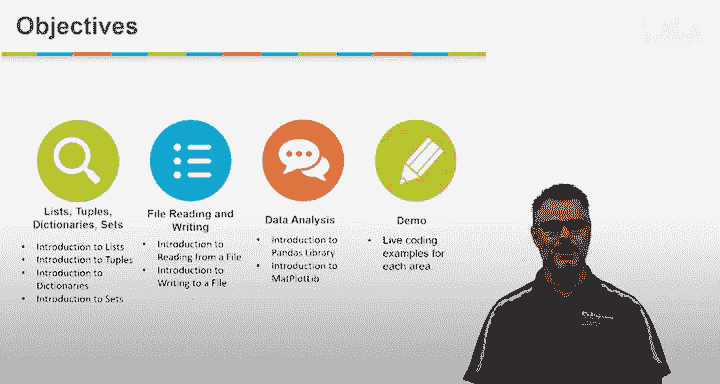 Objectives
Lists, Tuples,
Dictionaries, Sets
• Introduction to Lists
• Introduction to Tuples
• Introduction to
Dictionaries
• Introduction to Sets
File Reading and
Writing
• Introduction to
Reading from a File
• Introduction to
Writing to a File
Data Analysis
• Introduction to
Pandas Library
• Introduction to
MatPlotLio
Demo
• Live coding
examples for
each area.